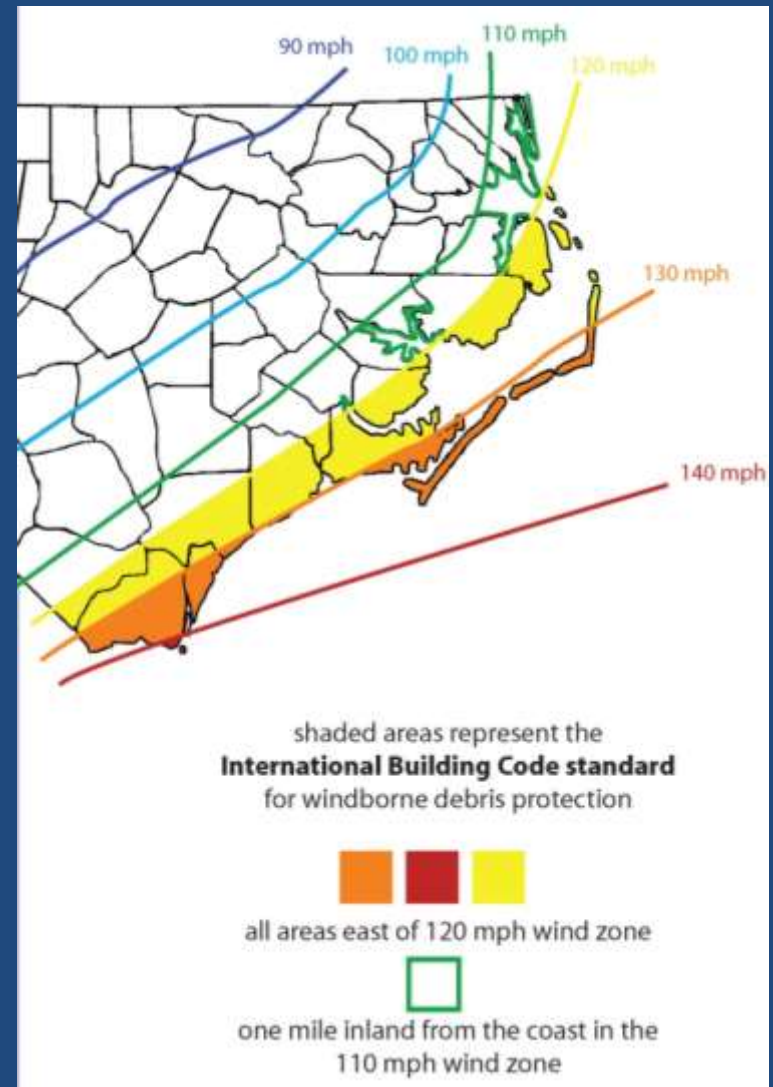 90 mph
100 mph
110 mph
120 mph
130 mph
140 mph
shaded areas represent the
International Building Code standard
for windborne debris protection
all areas east of 120 mph wind zone
one mile inland from the coast in the
110 mph wind zone